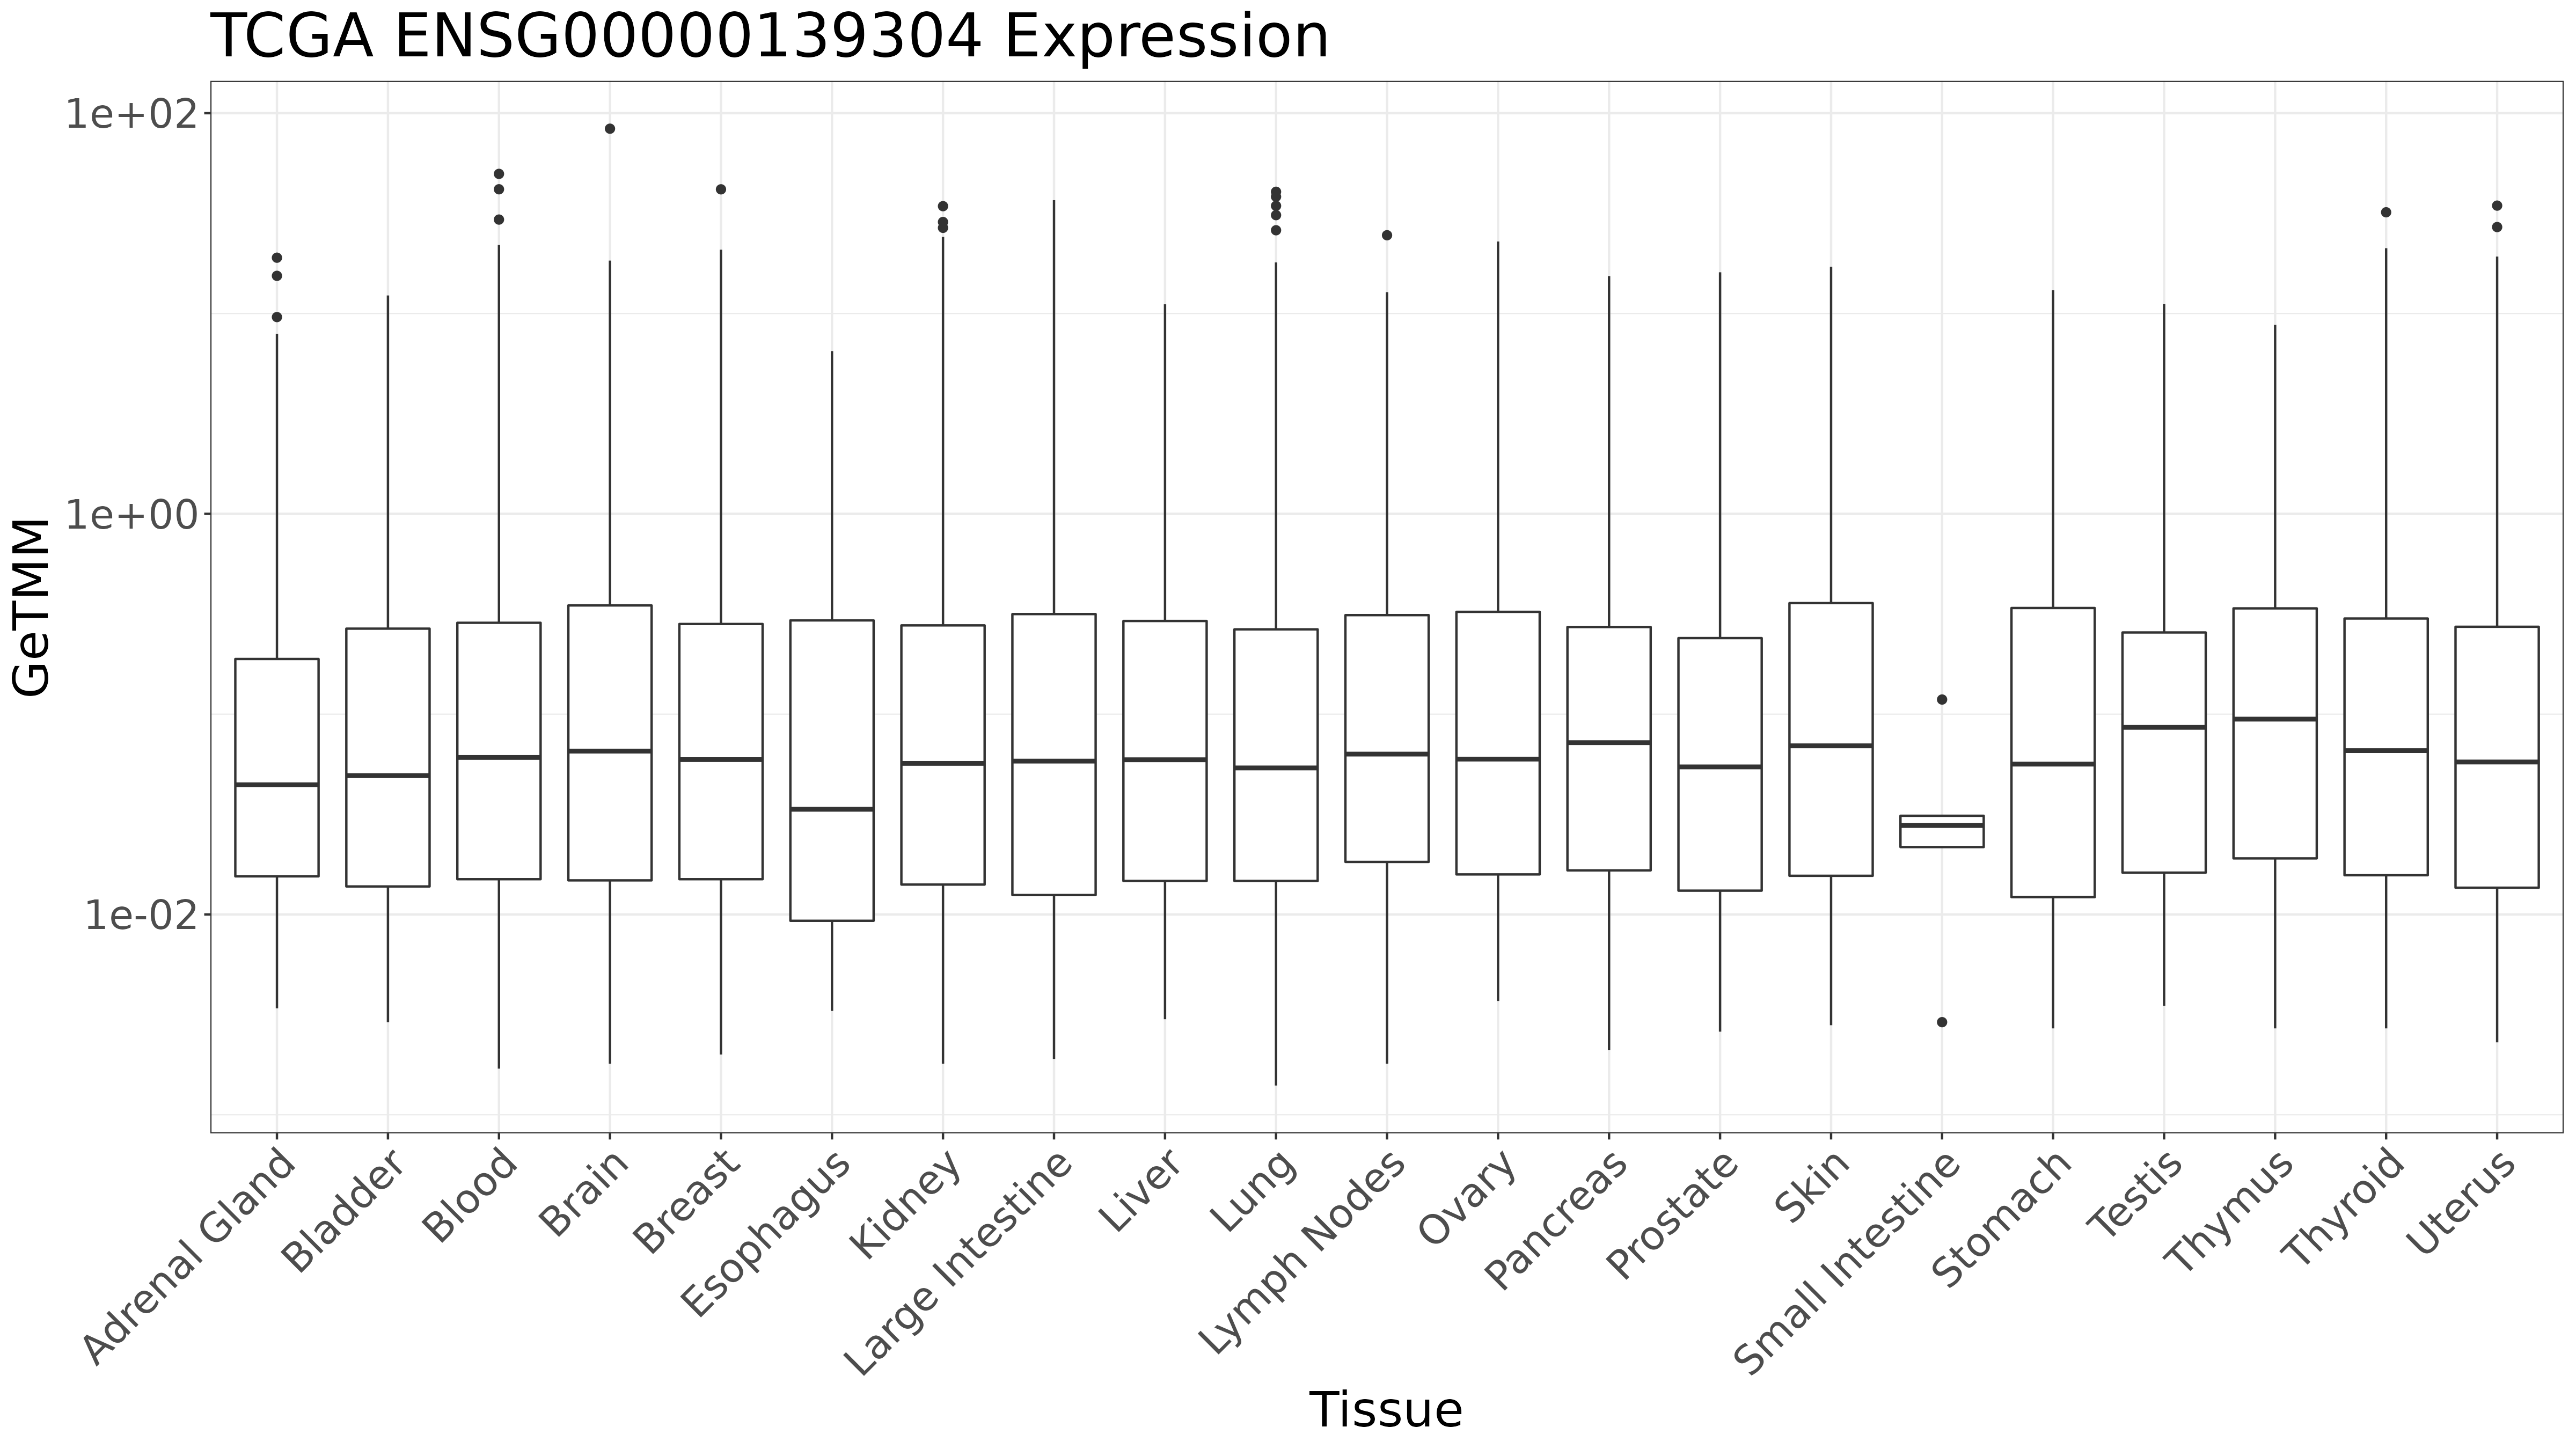 TCGA ENSG00000139304 Expression
1e+02
1e+00
1e-02
GeTMM
Adrenal Gland
Bladder
Blood
Brain
Breast
Esophagus
Kidney
Large Intestine
Liver
Lung
Lymph Nodes
Ovary
Pancreas
Prostate
Skin
Small Intestine
Stomach
Testis
Thymus
Thyroid
Uterus
Tissue